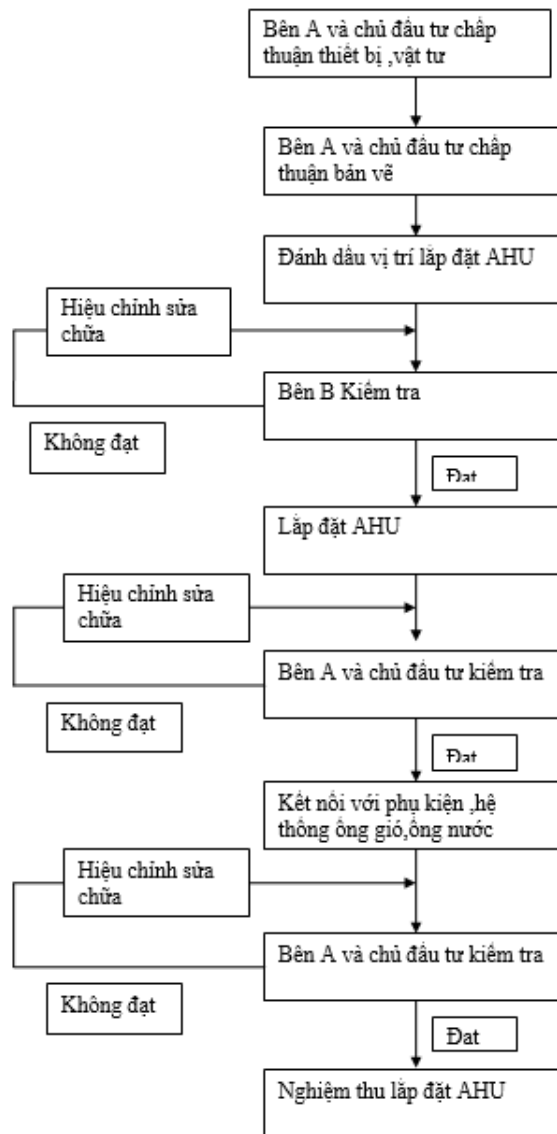 Bên A và chủ đầu tư chấp
thuận thiết bị ,vật tư
Bên A và chủ đầu tư chấp
thuận bản vẽ
Đánh dấu vị trí lắp đặt AHU
Hiệu chỉnh sửa
chữa
Bên B Kiểm tra
Không đạt
Đạt
Lắp đặt AHU
Hiệu chỉnh sửa
chữa
Bên A và chủ đầu tư kiểm tra
Không đạt
Đạt
Kết nối với phụ kiện ,hệ
thống ống gió,ống nước
Hiệu chỉnh sửa
chữa
Bên A và chủ đầu tư kiểm tra
Không đạt
Đạt
Nghiệm thu lắp đặt AHU